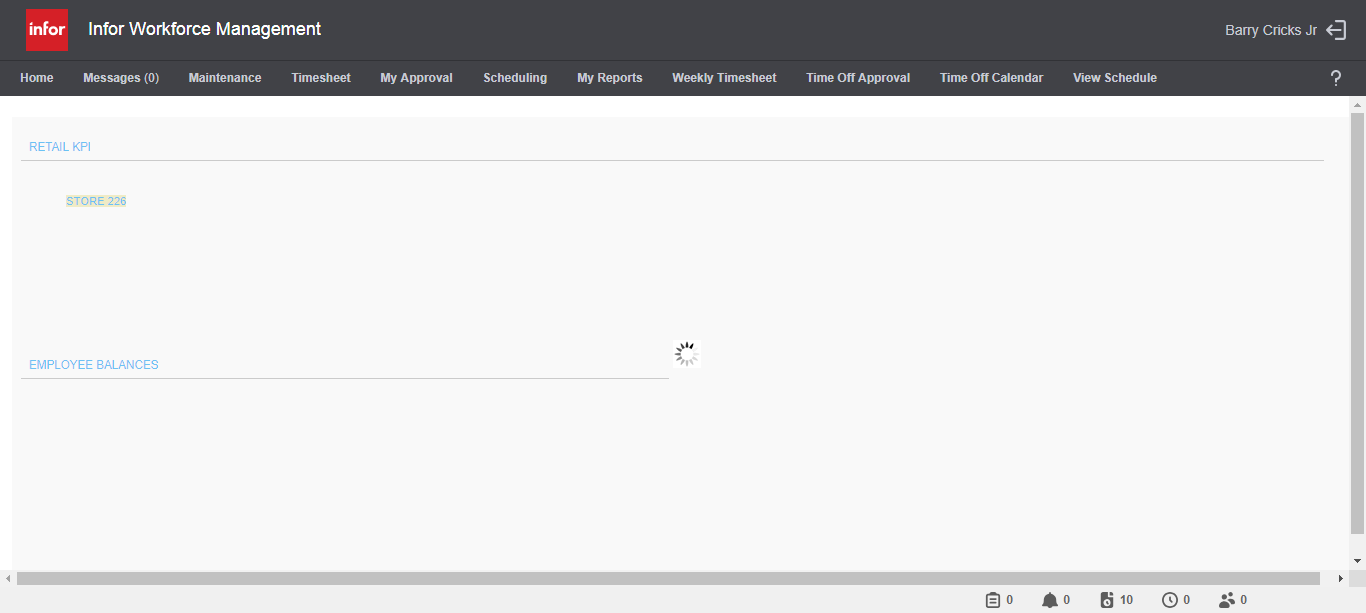 infor Infor Workforce Management Barry Cricks Jr
Home Messages (0) Maintenance Timesheet My Approval Scheduling My Reports Weekly Timesheet Time Off Approval Time Off Calendar View Schedule ?
RETAIL KPI
STORE 226
EMPLOYEE BALANCES
0 0 10 0 0